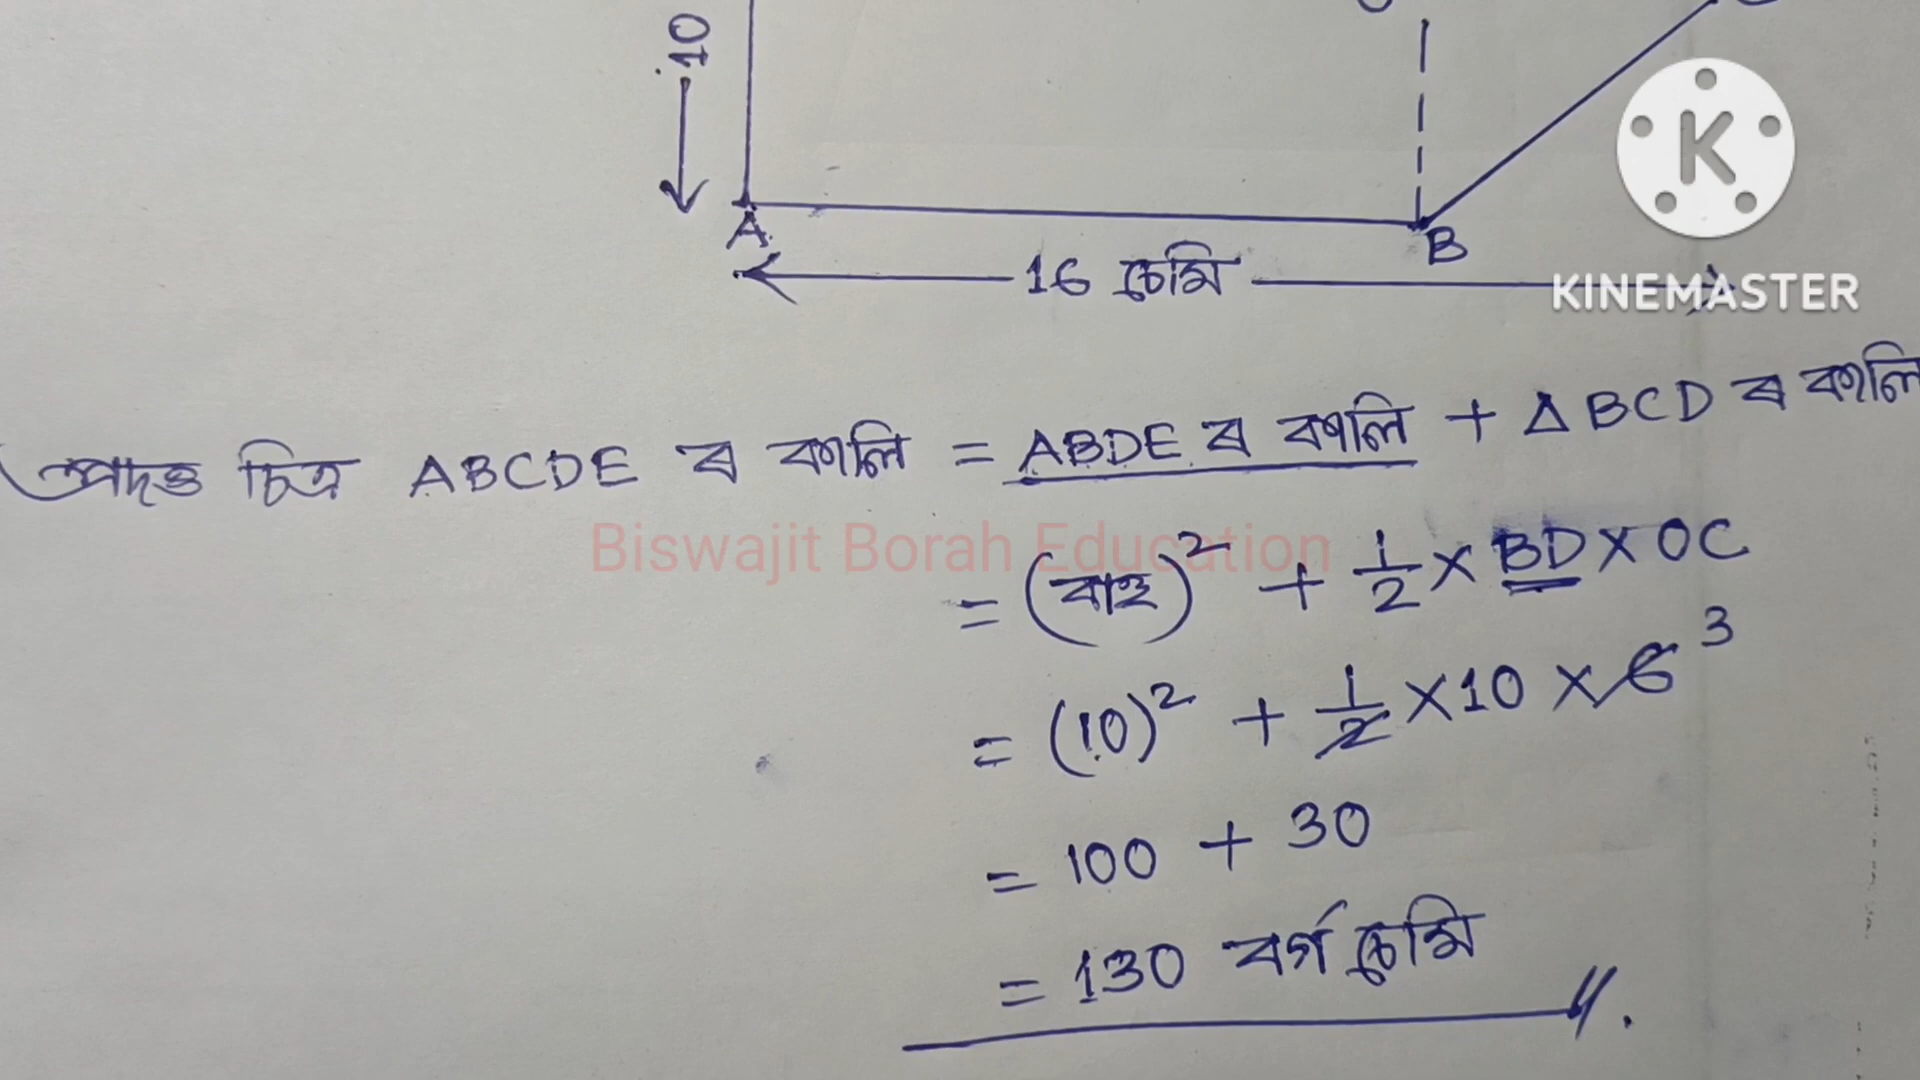 10
A
B
16 চেমি
KINEMASTER
প্ৰদত্ত চিত্ৰ ABCDE ৰ কালি = ABDE ৰ কালি + Δ BCD ৰ কালি
Biswajit Borah Education
= (বাহু)² + 1/2 × BD × OC
= (10)² + 1/2 × 10 × 6 3
= 100 + 30
= 130 বৰ্গ চেমি